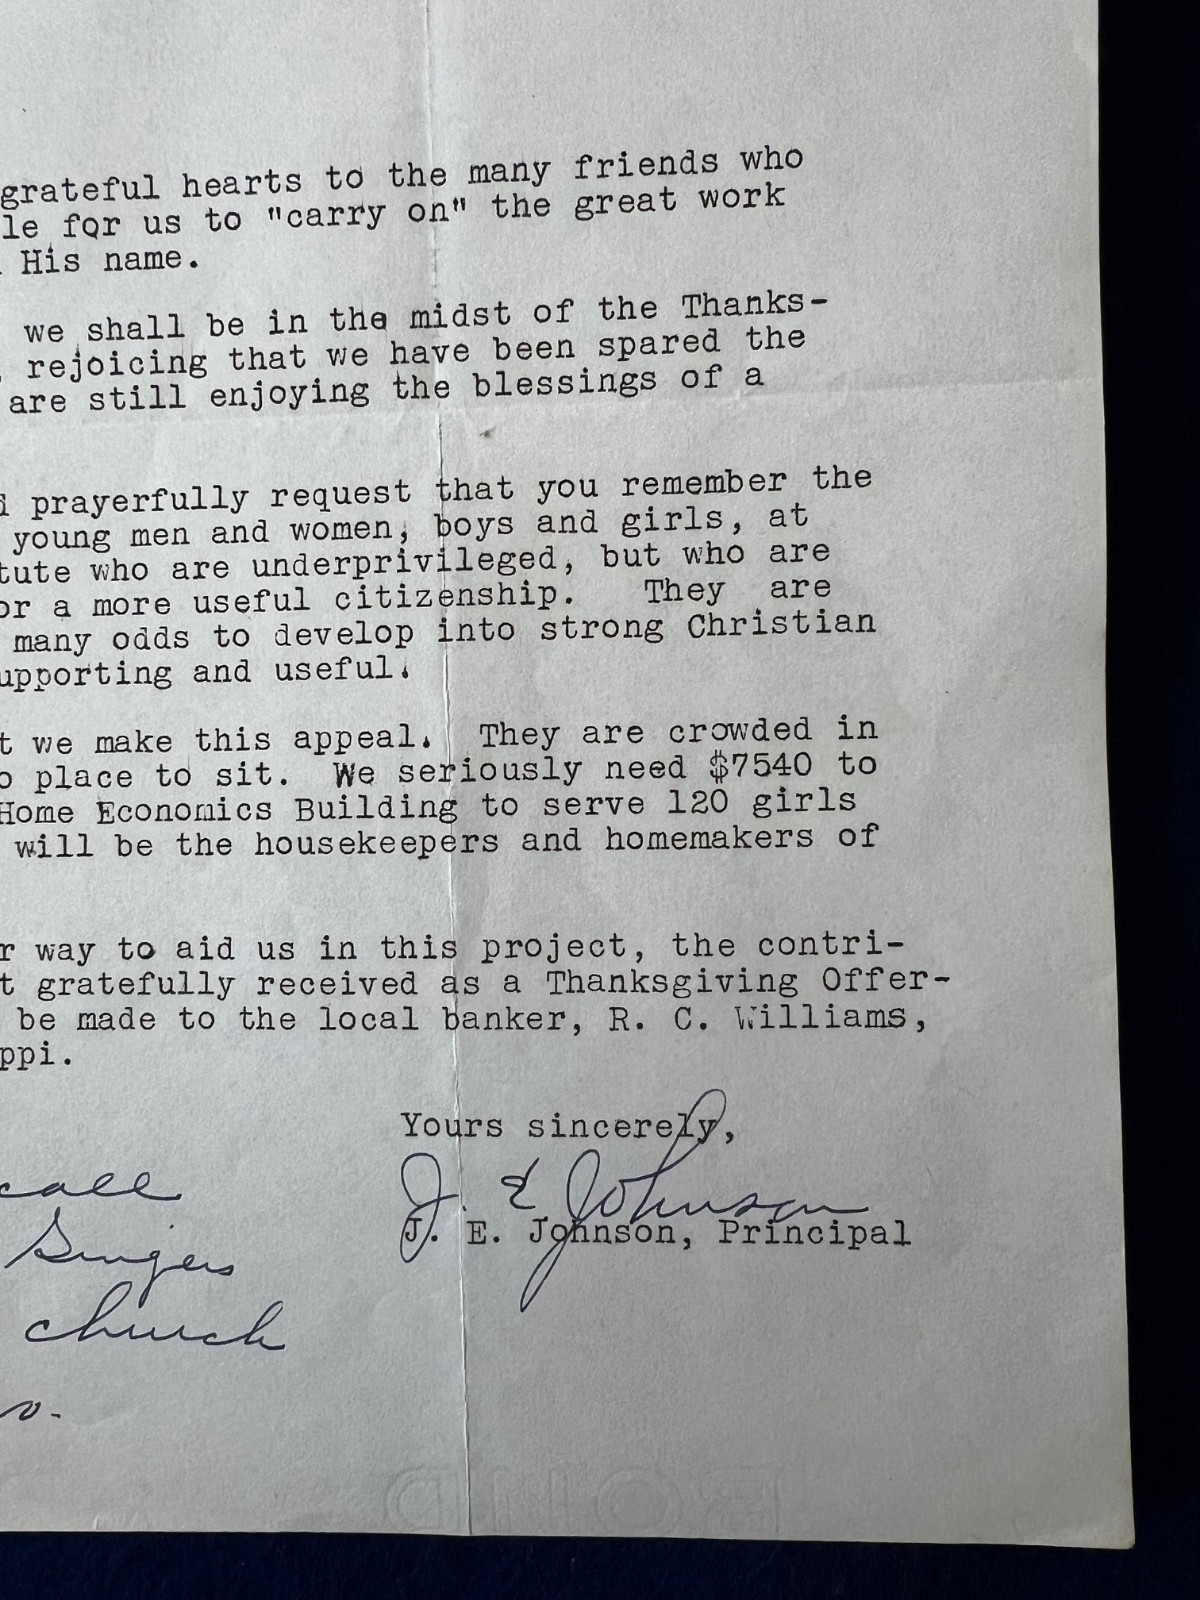 grateful hearts to the many friends who
le for us to "carry on" the great work
His name.
we shall be in the midst of the Thanks-
rejoicing that we have been spared the
are still enjoying the blessings of a
prayerfully request that you remember the
young men and women, boys and girls, at
tute who are underprivileged, but who are
or a more useful citizenship. They are
many odds to develop into strong Christian
upporting and useful.
t we make this appeal. They are crowded in
o place to sit. We seriously need $7540 to
Home Economics Building to serve 120 girls
will be the housekeepers and homemakers of
r way to aid us in this project, the contri-
t gratefully received as a Thanksgiving Offer-
be made to the local banker, R. C. Williams,
ppi.
Yours sincerely,
J E Johnson
J. E. Johnson, Principal
call
Singers
church
o.